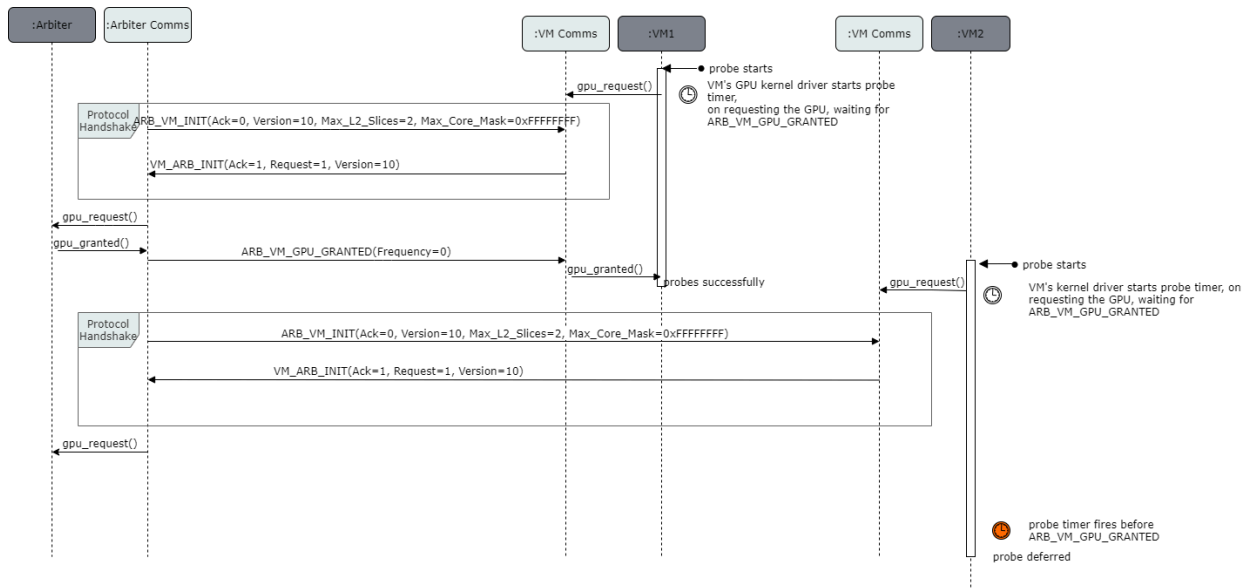 :Arbiter
:Arbiter Comms
:VM Comms
:VM1
:VM Comms
:VM2
probe starts
gpu_request()
VM's GPU kernel driver starts probe
timer,
on requesting the GPU, waiting for
ARB_VM_GPU_GRANTED
Protocol
Handshake
ARB_VM_INIT(Ack=0, Version=10, Max_L2_Slices=2, Max_Core_Mask=0xFFFFFFFF)
VM_ARB_INIT(Ack=1, Request=1, Version=10)
gpu_request()
gpu_granted()
ARB_VM_GPU_GRANTED(Frequency=0)
gpu_granted()
probes successfully
probe starts
gpu_request()
VM's kernel driver starts probe timer, on
requesting the GPU, waiting for
ARB_VM_GPU_GRANTED
Protocol
Handshake
ARB_VM_INIT(Ack=0, Version=10, Max_L2_Slices=2, Max_Core_Mask=0xFFFFFFFF)
VM_ARB_INIT(Ack=1, Request=1, Version=10)
gpu_request()
probe timer fires before
ARB_VM_GPU_GRANTED
probe deferred